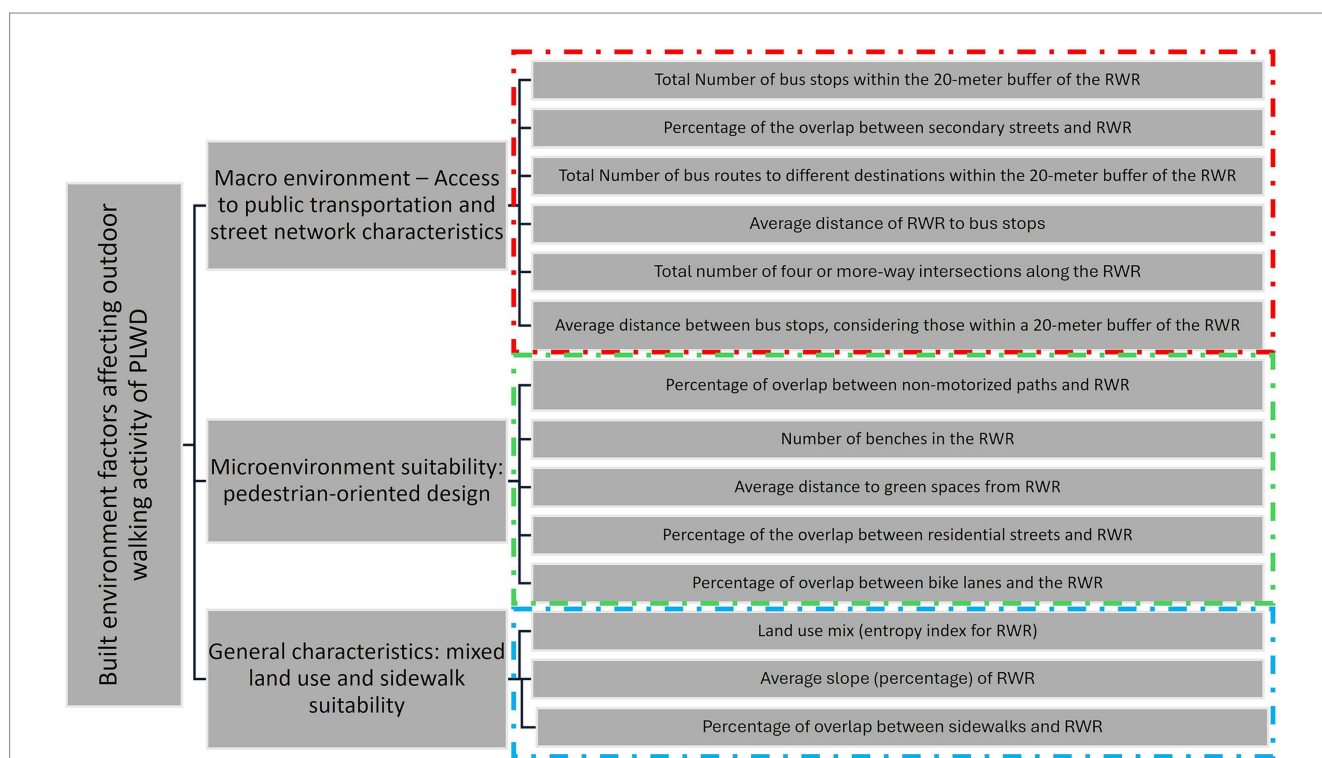 Built environment factors affecting outdoor
walking activity of PLWD
Macro environment – Access
to public transportation and
street network characteristics
Total Number of bus stops within the 20-meter buffer of the RWR
Percentage of the overlap between secondary streets and RWR
Total Number of bus routes to different destinations within the 20-meter buffer of the RWR
Average distance of RWR to bus stops
Total number of four or more-way intersections along the RWR
Average distance between bus stops, considering those within a 20-meter buffer of the RWR
Microenvironment suitability:
pedestrian-oriented design
Percentage of overlap between non-motorized paths and RWR
Number of benches in the RWR
Average distance to green spaces from RWR
Percentage of the overlap between residential streets and RWR
Percentage of overlap between bike lanes and the RWR
General characteristics: mixed
land use and sidewalk
suitability
Land use mix (entropy index for RWR)
Average slope (percentage) of RWR
Percentage of overlap between sidewalks and RWR